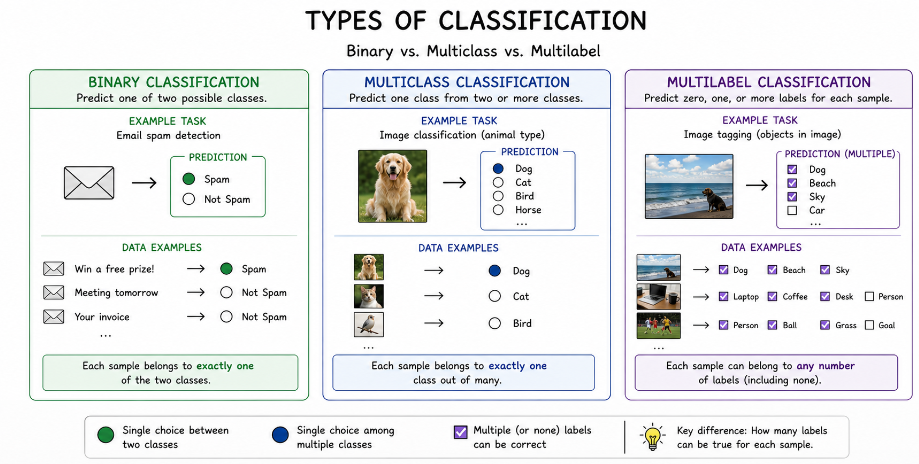 TYPES OF CLASSIFICATION
Binary vs. Multiclass vs. Multilabel
BINARY CLASSIFICATION
Predict one of two possible classes.
EXAMPLE TASK
Email spam detection
PREDICTION
Spam
Not Spam
DATA EXAMPLES
Win a free prize!
Spam
Meeting tomorrow
Not Spam
Your invoice
Not Spam
...
Each sample belongs to exactly one
of the two classes.
MULTICLASS CLASSIFICATION
Predict one class from two or more classes.
EXAMPLE TASK
Image classification (animal type)
PREDICTION
Dog
Cat
Bird
Horse
...
DATA EXAMPLES
Dog
Cat
Bird
...
Each sample belongs to exactly one
class out of many.
MULTILABEL CLASSIFICATION
Predict zero, one, or more labels for each sample.
EXAMPLE TASK
Image tagging (objects in image)
PREDICTION (MULTIPLE)
Dog
Beach
Sky
Car
...
DATA EXAMPLES
Dog Beach Sky
Laptop Coffee Desk Person
Person Ball Grass Goal
...
Each sample can belong to any number
of labels (including none).
Single choice between
two classes
Single choice among
multiple classes
Multiple (or none) labels
can be correct
Key difference: How many labels
can be true for each sample.